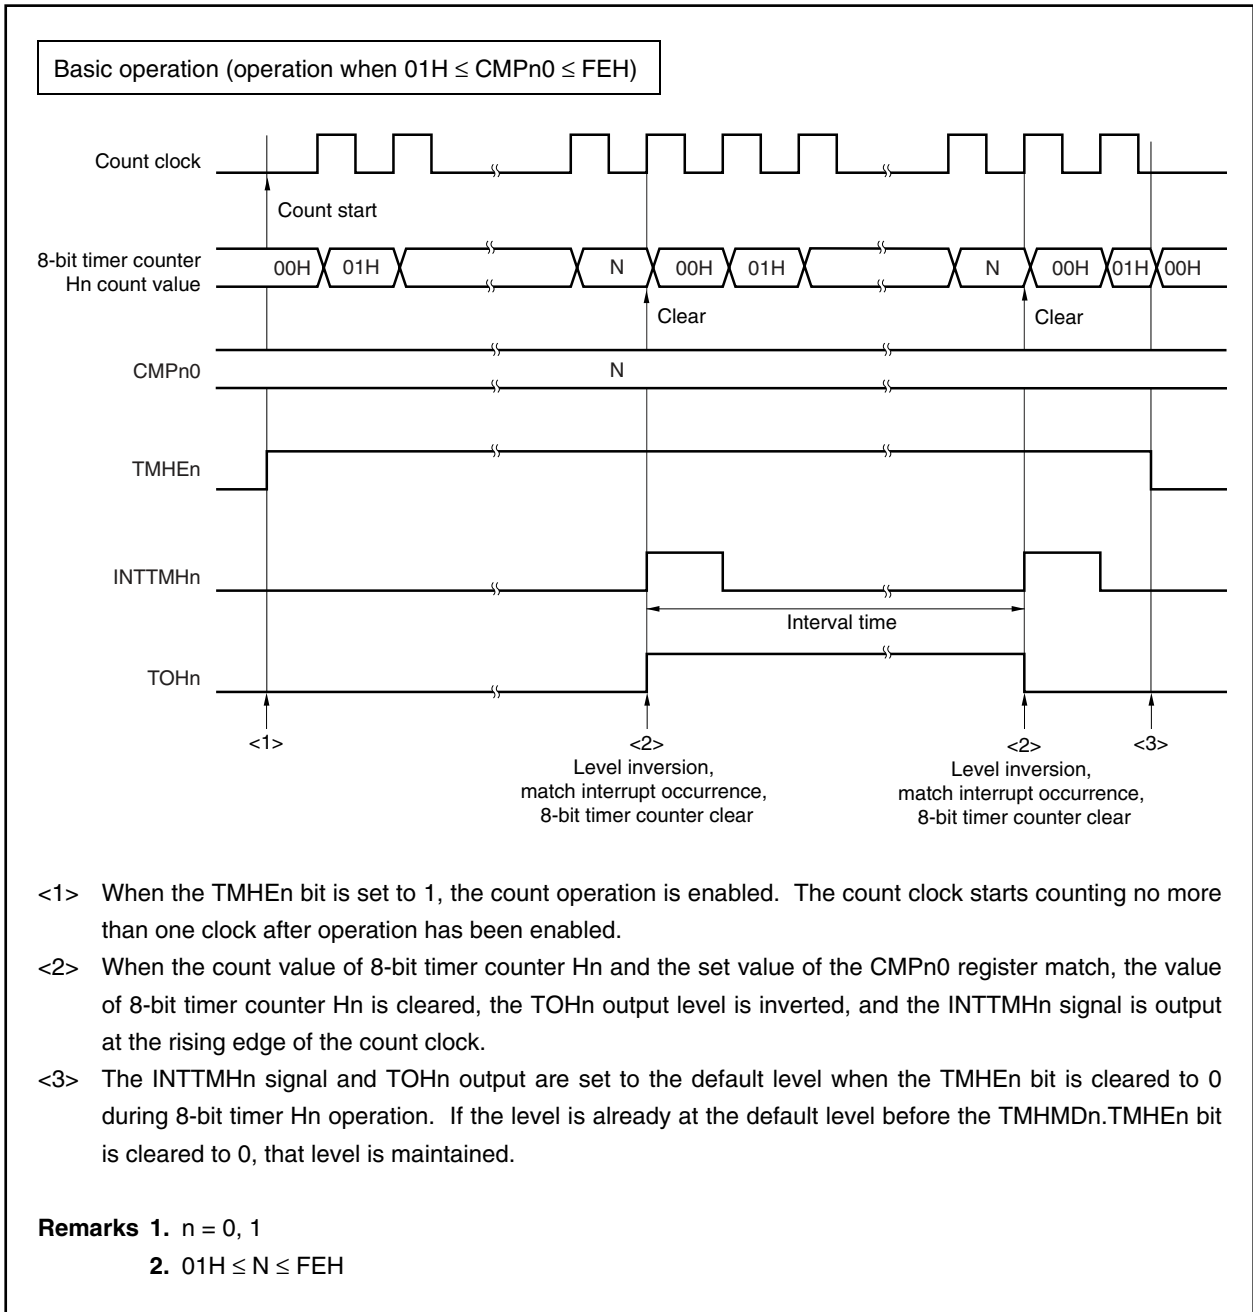 Basic operation (operation when 01H ≤ CMPn0 ≤ FEH)
Count clock
Count start
8-bit timer counter
Hn count value
00H 01H N 00H 01H N 00H 01H 00H
Clear Clear
CMPn0 N
TMHEn
INTTMHn
Interval time
TOHn
<1> <2> <2> <3>
Level inversion, Level inversion,
match interrupt occurrence, match interrupt occurrence,
8-bit timer counter clear 8-bit timer counter clear
<1> When the TMHEn bit is set to 1, the count operation is enabled. The count clock starts counting no more
than one clock after operation has been enabled.
<2> When the count value of 8-bit timer counter Hn and the set value of the CMPn0 register match, the value
of 8-bit timer counter Hn is cleared, the TOHn output level is inverted, and the INTTMHn signal is output
at the rising edge of the count clock.
<3> The INTTMHn signal and TOHn output are set to the default level when the TMHEn bit is cleared to 0
during 8-bit timer Hn operation. If the level is already at the default level before the TMHMDn.TMHEn bit
is cleared to 0, that level is maintained.
Remarks 1. n = 0, 1
2. 01H ≤ N ≤ FEH